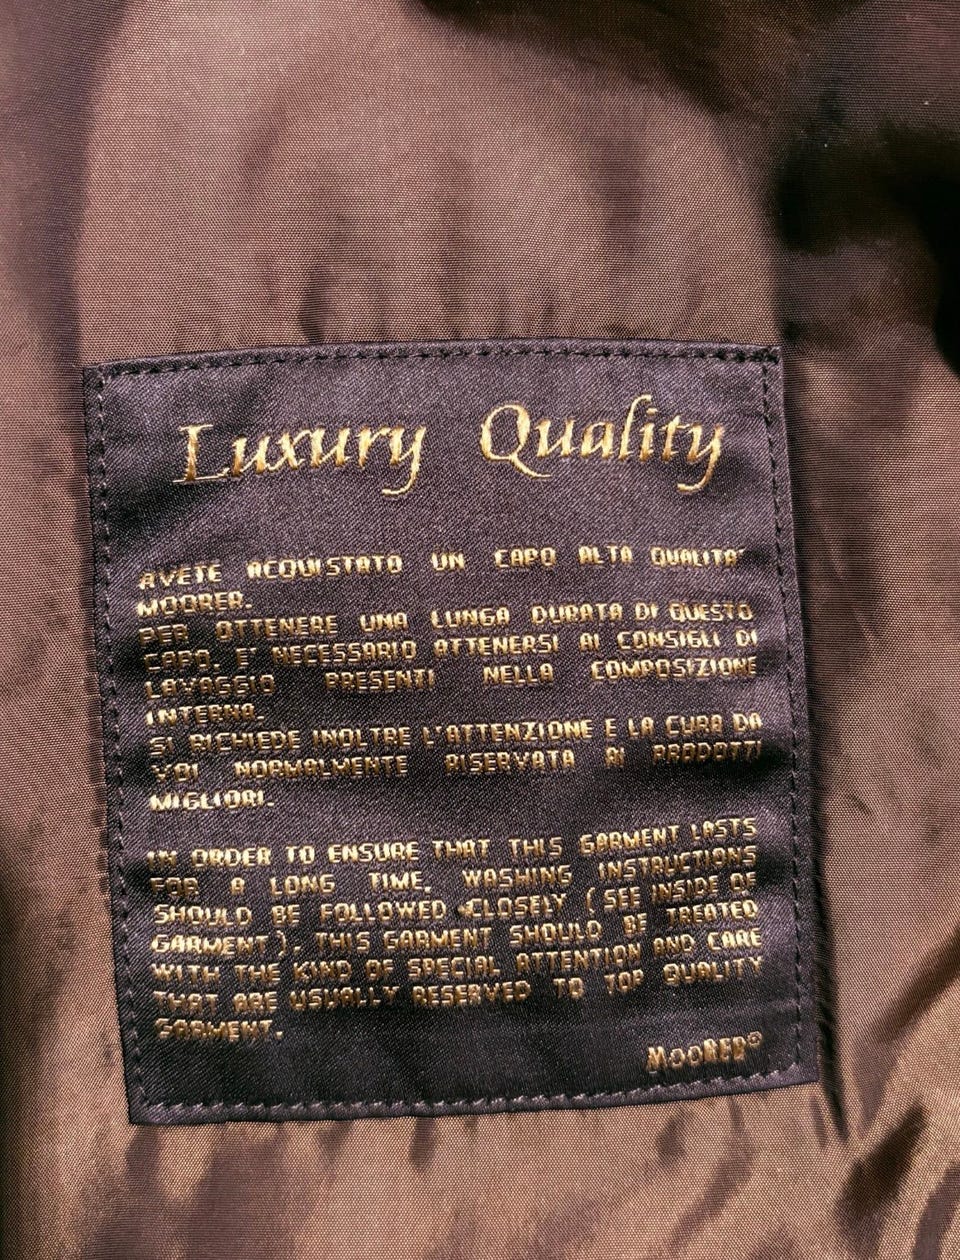 Luxury Quality
AVETE ACQUISTATO UN CAPO ALTA QUALITA'
MOORER.
PER OTTENERE UNA LUNGA DURATA DI QUESTO
CAPO, E' NECESSARIO ATTENERSI AI CONSIGLI DI
LAVAGGIO PRESENTI NELLA COMPOSIZIONE
INTERNA.
SI RICHIEDE INOLTRE L'ATTENZIONE E LA CURA DA
VOI NORMALMENTE RISERVATA AI PRODOTTI
MIGLIORI.
IN ORDER TO ENSURE THAT THIS GARMENT LASTS
FOR A LONG TIME, WASHING INSTRUCTIONS
SHOULD BE FOLLOWED CLOSELY (SEE INSIDE OF
GARMENT). THIS GARMENT SHOULD BE TREATED
WITH THE KIND OF SPECIAL ATTENTION AND CARE
THAT ARE USUALLY RESERVED TO TOP QUALITY
GARMENT.
MOORER®